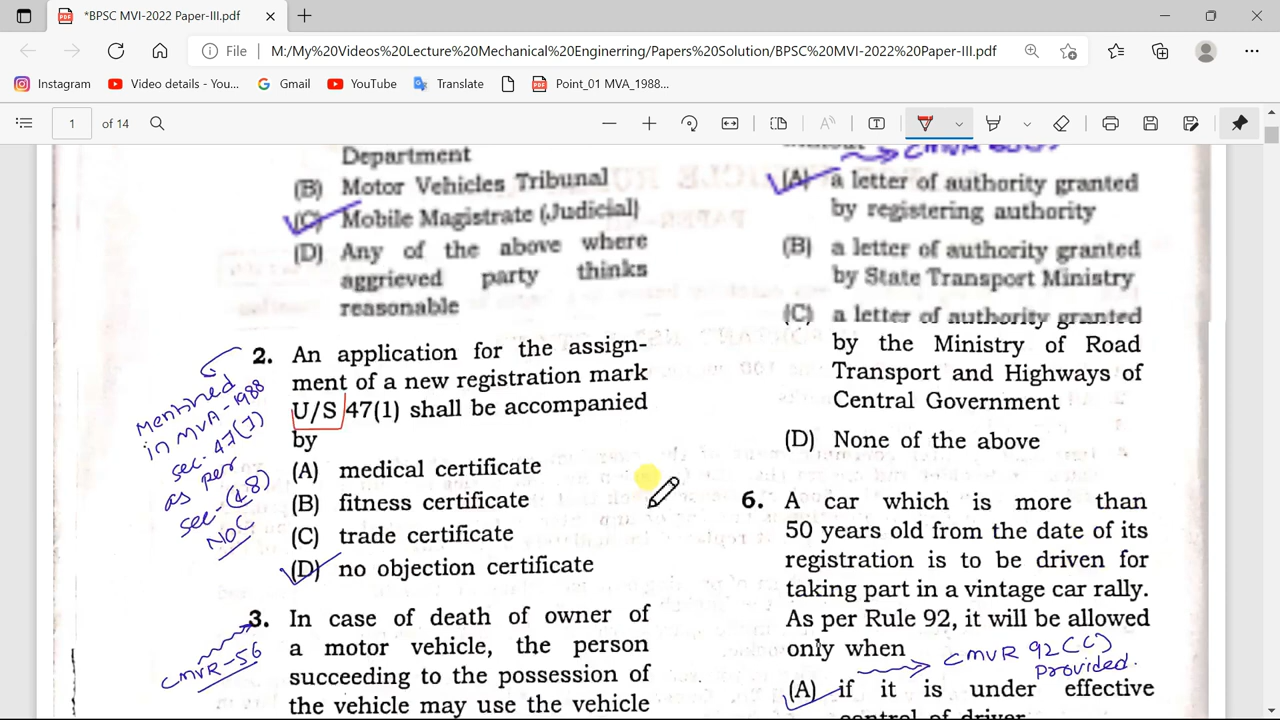 *BPSC MVI-2022 Paper-III.pdf
File M:/My%20Videos%20Lecture%20Mechanical%20Enginerring/Papers%20Solution/BPSC%20MVI-2022%20Paper-III.pdf
Instagram Video details - You... Gmail YouTube Translate Point_01 MVA_1988...
1 of 14
Department
(B) Motor Vehicles Tribunal
(C) Mobile Magistrate (Judicial)
(D) Any of the above where
aggrieved party thinks
reasonable
2. An application for the assign-
ment of a new registration mark
U/S 47(1) shall be accompanied
by
(A) medical certificate
(B) fitness certificate
(C) trade certificate
(D) no objection certificate
mentined
in MVA-1988
sec. 47(1)
as per
sec-(48)
NOC
3. In case of death of owner of
a motor vehicle, the person
succeeding to the possession of
the vehicle may use the vehicle
CMVR-56
(A) a letter of authority granted
by registering authority
(B) a letter of authority granted
by State Transport Ministry
(C) a letter of authority granted
by the Ministry of Road
Transport and Highways of
Central Government
(D) None of the above
6. A car which is more than
50 years old from the date of its
registration is to be driven for
taking part in a vintage car rally.
As per Rule 92, it will be allowed
only when
CMVR 92(C)
Provided.
(A) if it is under effective
control of driver